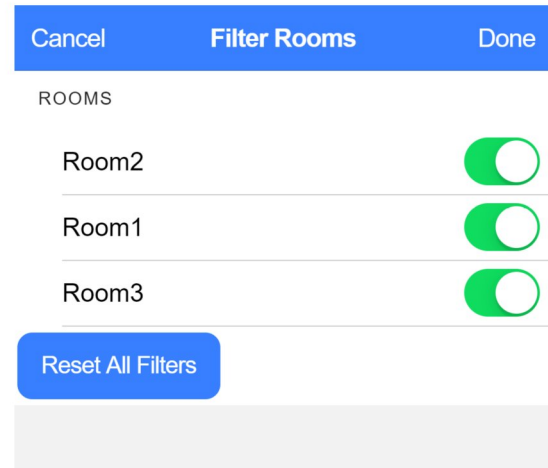 Cancel Filter Rooms Done
ROOMS
Room2
Room1
Room3
Reset All Filters